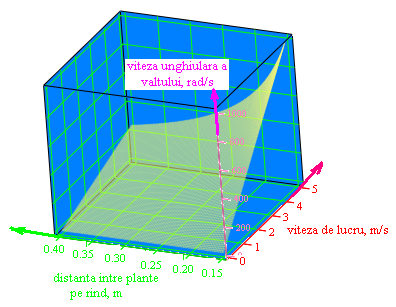 viteza unghiulara a
valtului, rad/s
200
5
4
3
2
1
0
viteza de lucru, m/s
0.40
0.35
0.30
0.25
0.20
0.15
distanta intre plante
pe rind, m